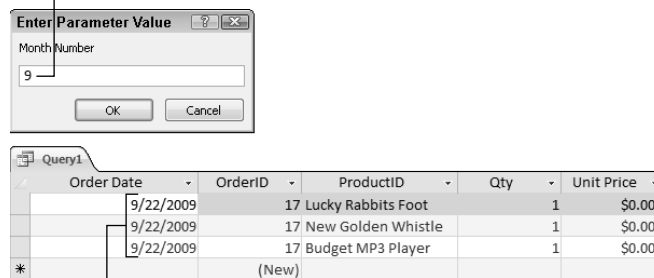 Enter Parameter Value
Month Number
9
OK Cancel
Query1
Order Date OrderID ProductID Qty Unit Price
9/22/2009 17 Lucky Rabbits Foot 1 $0.00
9/22/2009 17 New Golden Whistle 1 $0.00
9/22/2009 17 Budget MP3 Player 1 $0.00
* (New)